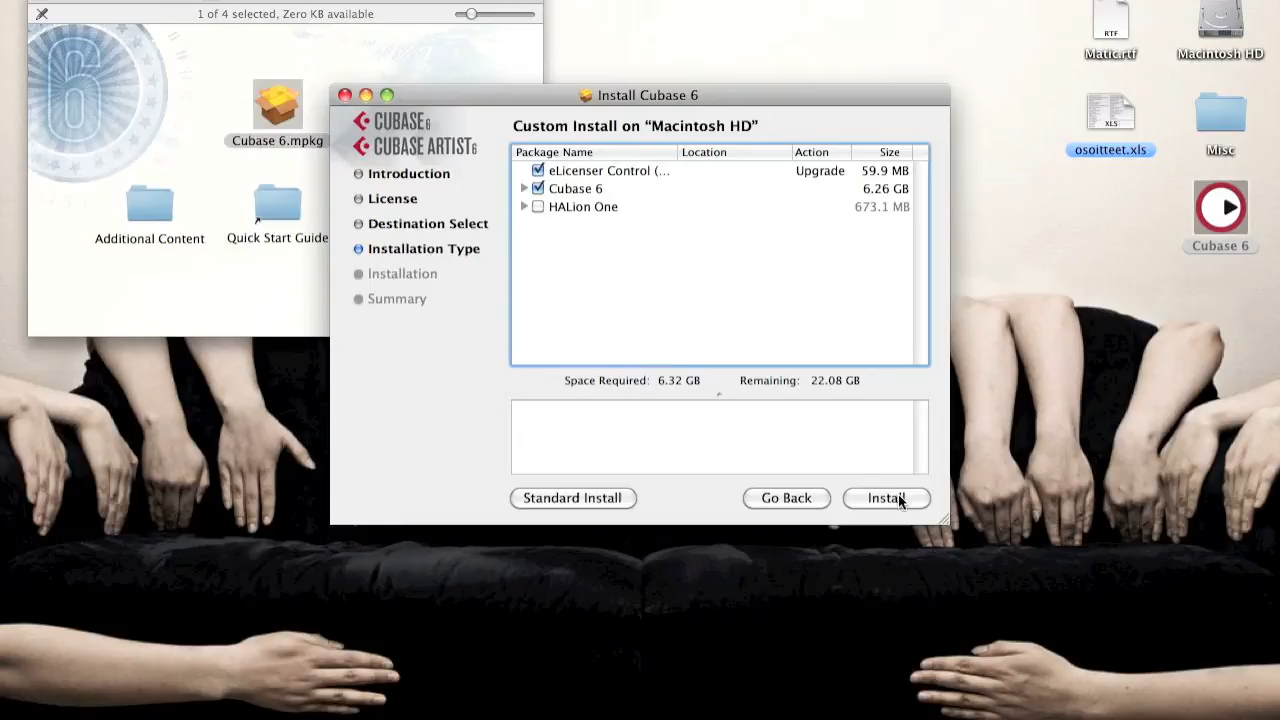 1 of 4 selected, Zero KB available
Cubase 6.mpkg
Additional Content
Quick Start Guide
Install Cubase 6
CUBASE6
CUBASE ARTIST6
Introduction
License
Destination Select
Installation Type
Installation
Summary
Custom Install on “Macintosh HD”
Package Name Location Action Size
eLicenser Control (... Upgrade 59.9 MB
Cubase 6 6.26 GB
HALion One 673.1 MB
Space Required: 6.32 GB Remaining: 22.08 GB
Standard Install Go Back Install
RTF
Matic.rtf
Macintosh HD
XLS
osoitteet.xls
Misc
Cubase 6
6